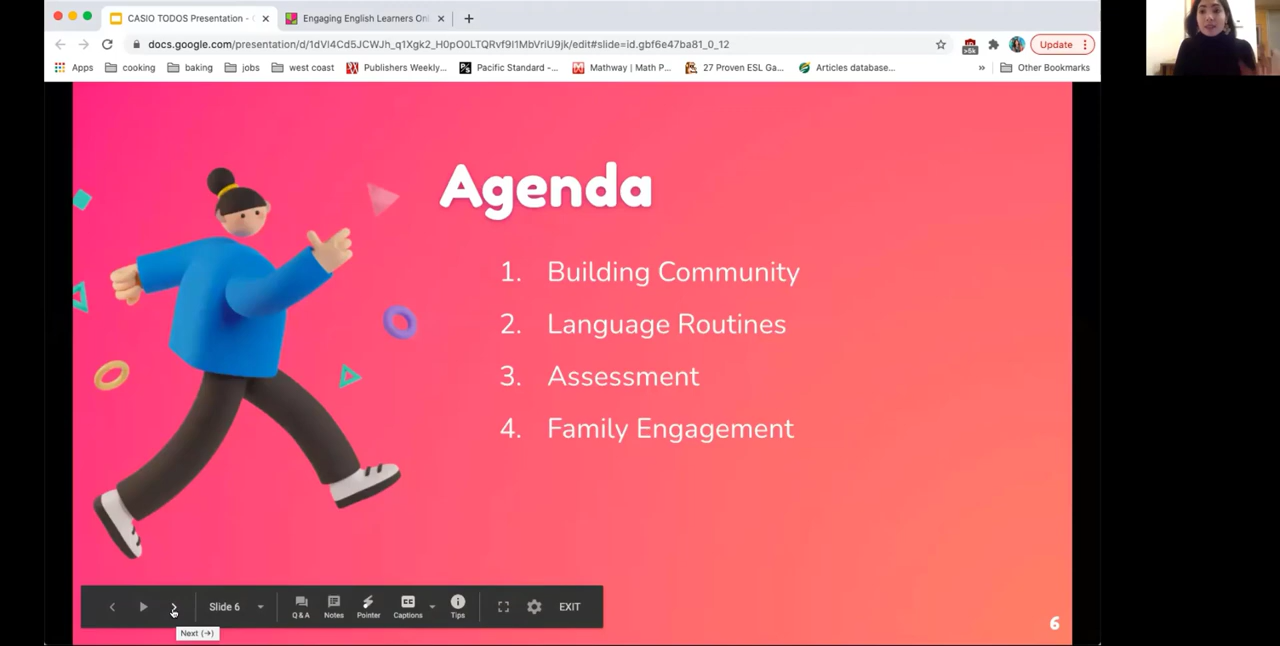 CASIO TODOS Presentation -
Engaging English Learners Onl
docs.google.com/presentation/d/1dVl4Cd5JCWJh_q1Xgk2_H0pO0LTQRvf9I1MbVriU9jk/edit#slide=id.gbf6e47ba81_0_12
Update
Apps
cooking
baking
jobs
west coast
Publishers Weekly...
Pacific Standard -...
Mathway | Math P...
27 Proven ESL Ga...
Articles database...
»
Other Bookmarks
Agenda
1. Building Community
2. Language Routines
3. Assessment
4. Family Engagement
Slide 6
Q & A
Notes
Pointer
Captions
Tips
EXIT
Next (→)
6